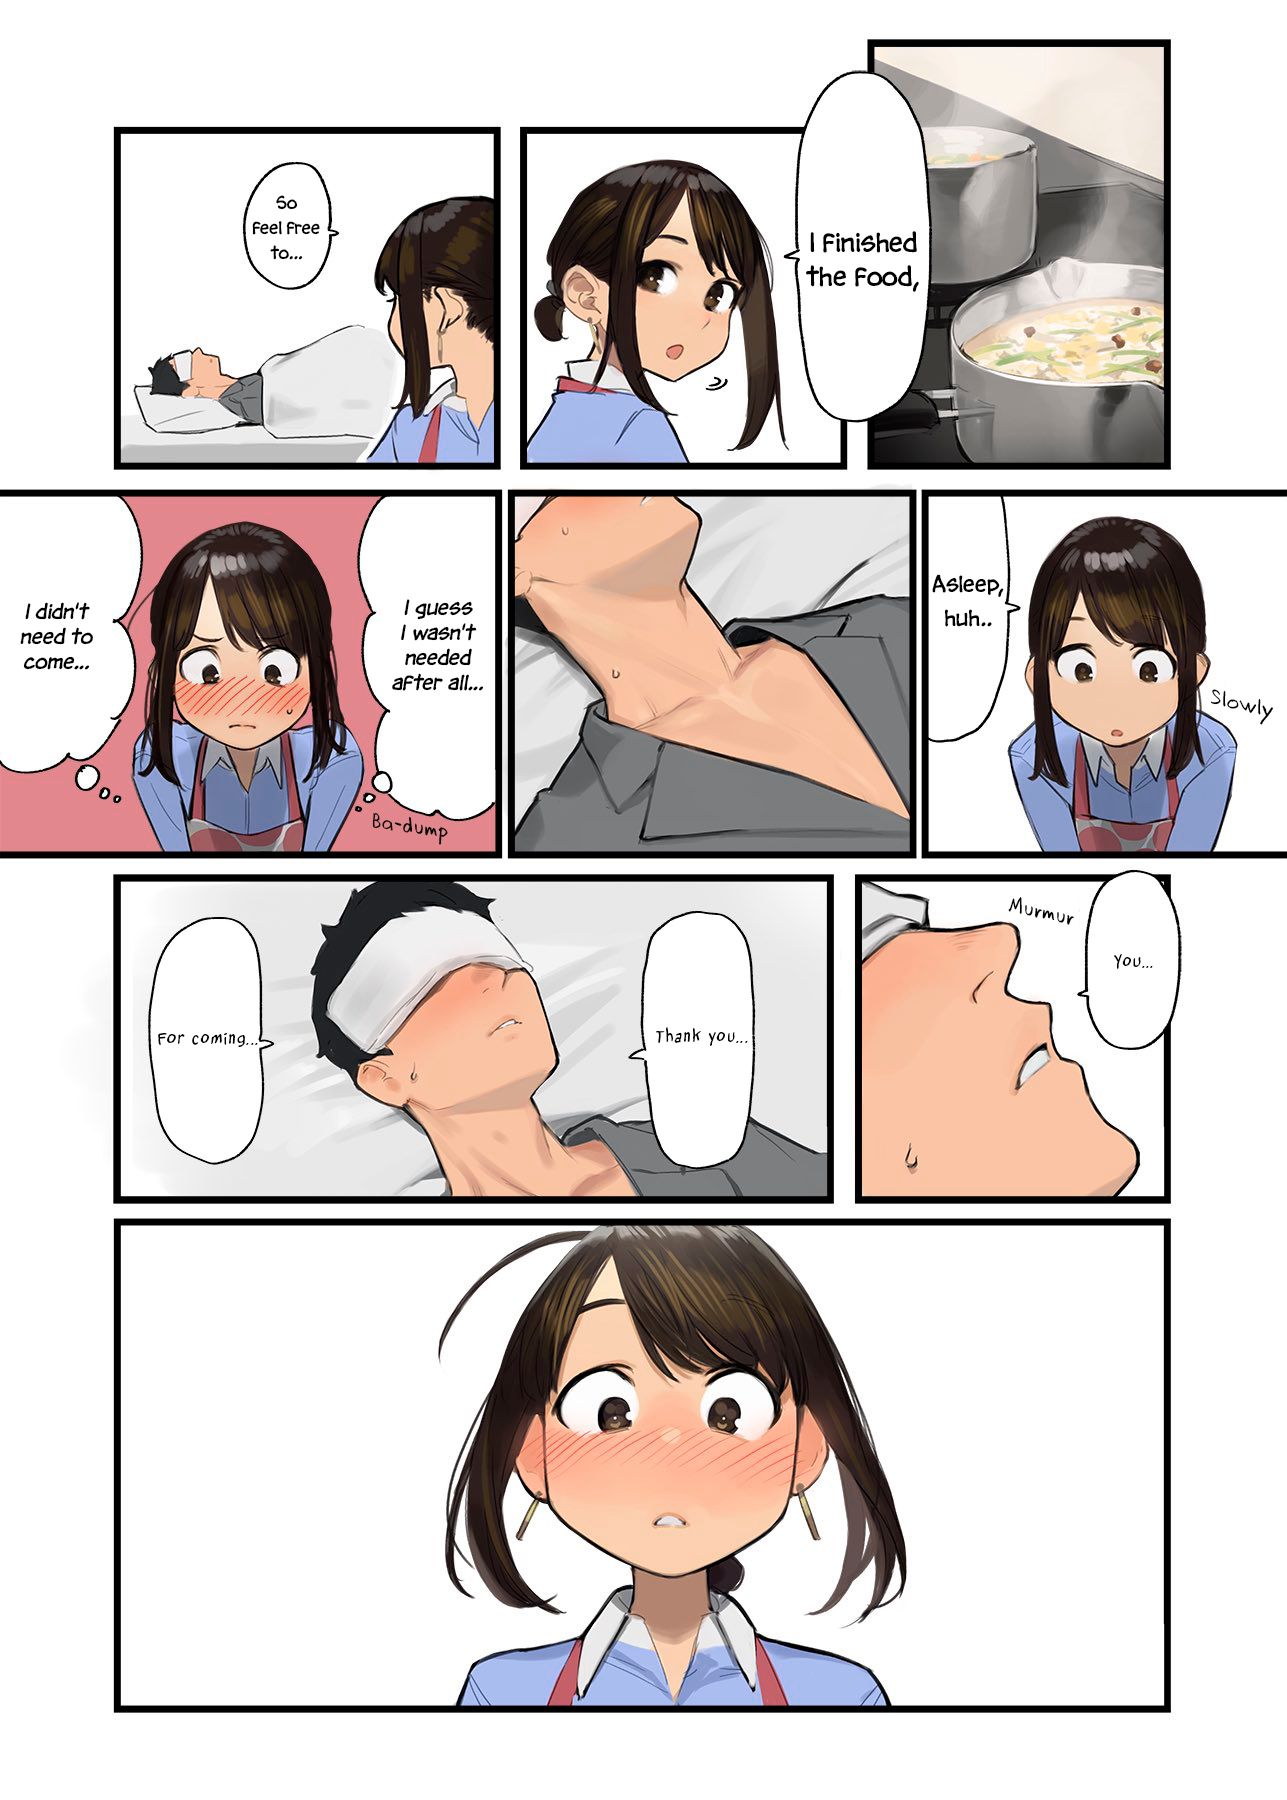 I finished
the food,
So
feel free
to...
Asleep,
huh..
Slowly
I guess
I wasn't
needed
after all...
Ba-dump
I didn't
need to
come...
You...
Murmur
Thank you...
For coming...